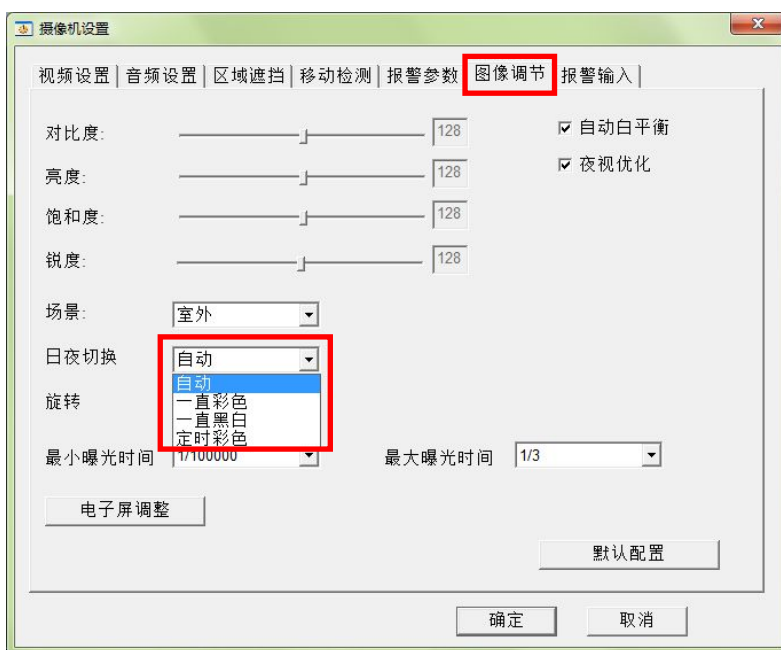 摄像机设置
视频设置 音频设置 区域遮挡 移动检测 报警参数 图像调节 报警输入
对比度: 128 自动白平衡
亮度: 128 夜视优化
饱和度: 128
锐度: 128
场景: 室外
日夜切换 自动
自动
一直彩色
旋转
一直黑白
定时彩色
最小曝光时间 1/100000 最大曝光时间 1/3
电子屏调整
默认配置
确定 取消